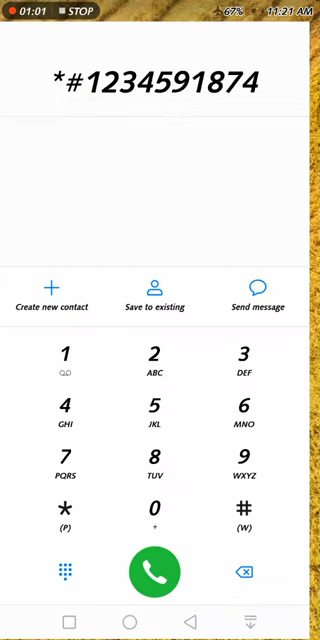 01:01 STOP 67% 11:21 AM
*#1234591874
Create new contact Save to existing Send message
1 2 3
ABC DEF
4 5 6
GHI JKL MNO
7 8 9
PQRS TUV WXYZ
* 0 #
(P) + (W)